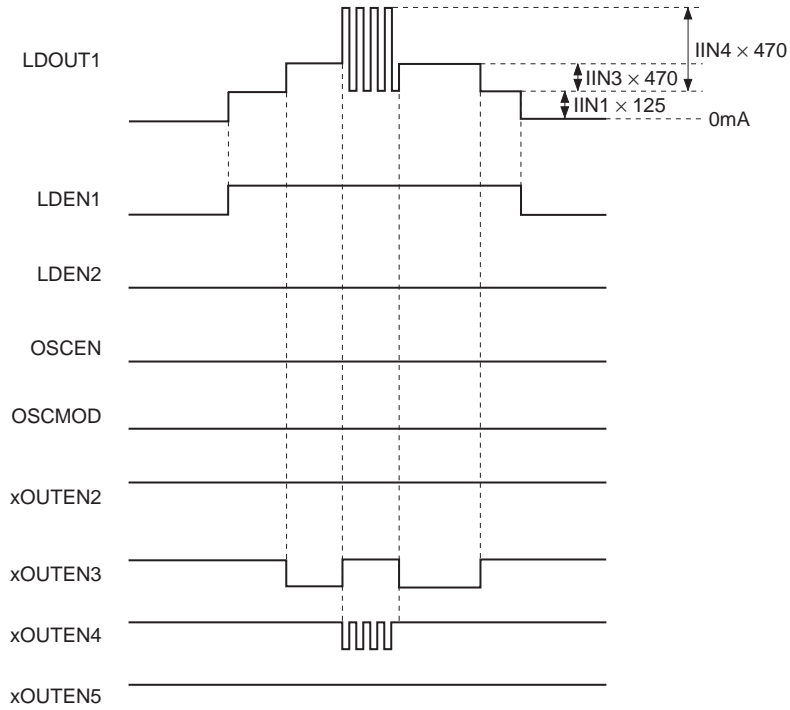 LDOUT1
IIN4 × 470
IIN3 × 470
IIN1 × 125
0mA
LDEN1
LDEN2
OSCEN
OSCMOD
xOUTEN2
xOUTEN3
xOUTEN4
xOUTEN5